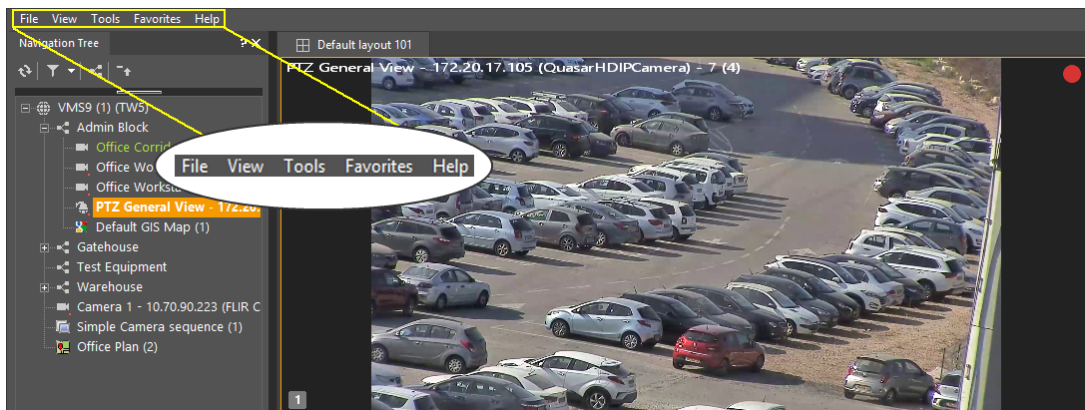 File View Tools Favorites Help
Navigation Tree ? X
Default layout 101
PTZ General View - 172.20.17.105 (QuasarHDIPCamera) - 7 (4)
VMS9 (1) (TW5)
Admin Block
Office Corrid
Office Wo
Office Workst
PTZ General View - 172.20.
Default GIS Map (1)
File View Tools Favorites Help
Gatehouse
Test Equipment
Warehouse
Camera 1 - 10.70.90.223 (FLIR C
Simple Camera sequence (1)
Office Plan (2)
1